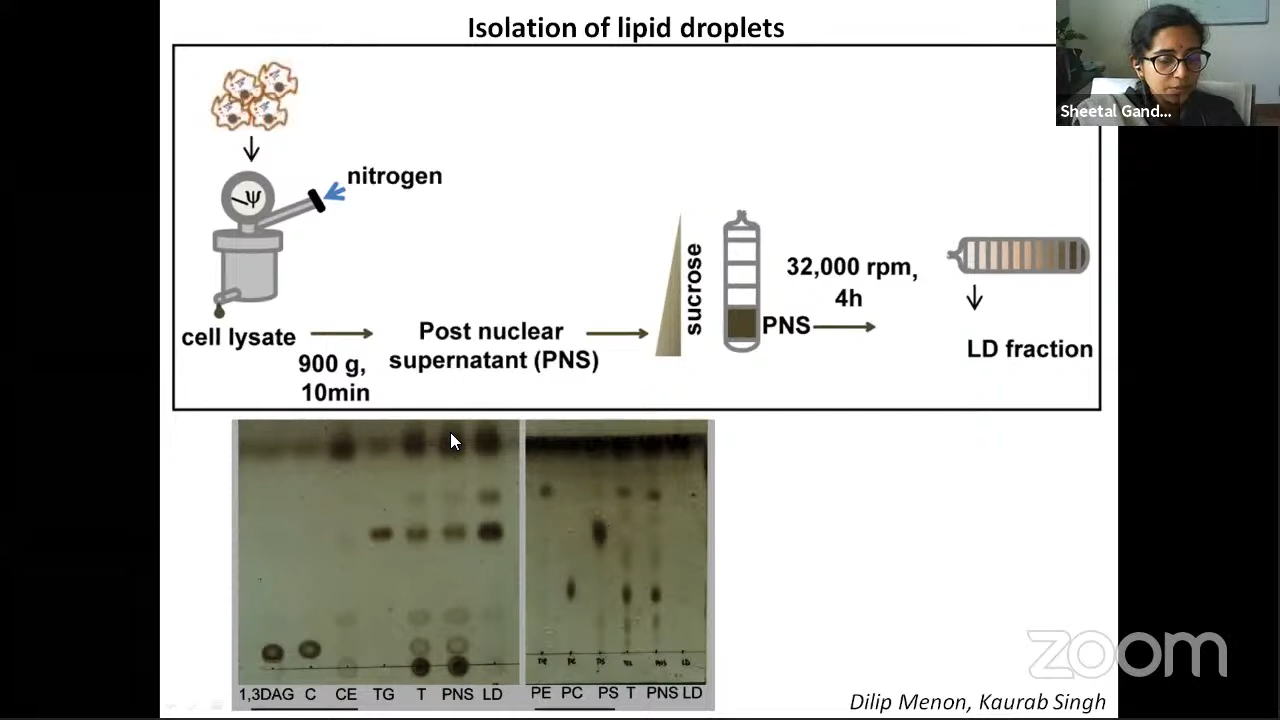 Isolation of lipid droplets
Sheetal Gand...
nitrogen
ψ
sucrose
32,000 rpm,
4h
PNS
cell lysate
Post nuclear
supernatant (PNS)
900 g,
10min
LD fraction
1,3DAG C CE TG T PNS LD
PE PC PS T PNS LD
zoom
Dilip Menon, Kaurab Singh